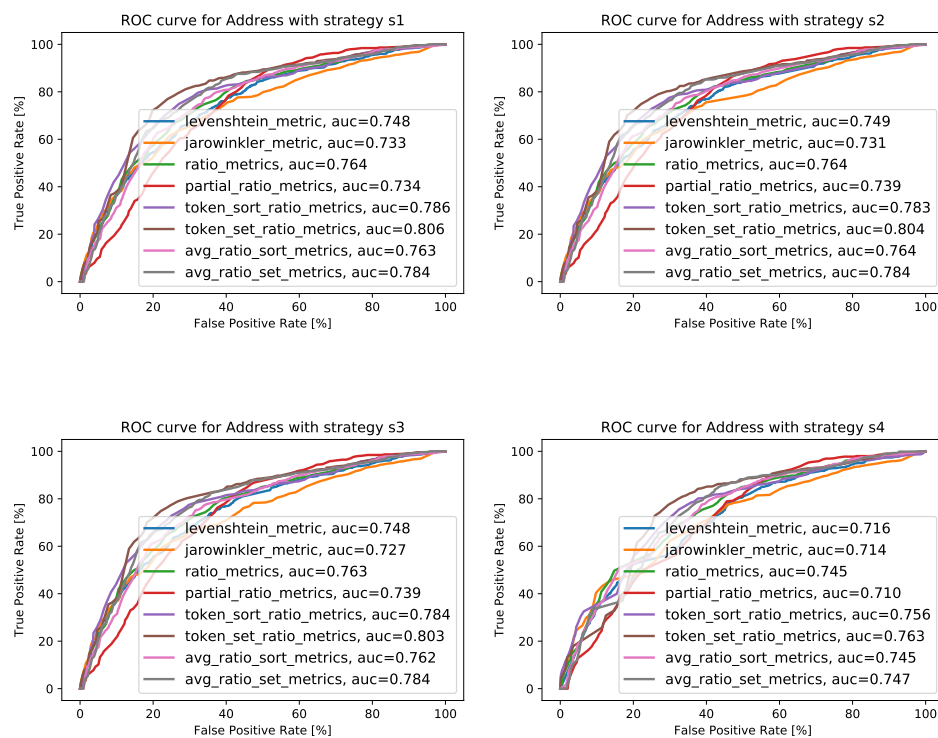 ROC curve for Address with strategy s1
True Positive Rate [%]
100
80
60
40
20
0
levenshtein_metric, auc=0.748
jarowinkler_metric, auc=0.733
ratio_metrics, auc=0.764
partial_ratio_metrics, auc=0.734
token_sort_ratio_metrics, auc=0.786
token_set_ratio_metrics, auc=0.806
avg_ratio_sort_metrics, auc=0.763
avg_ratio_set_metrics, auc=0.784
0 20 40 60 80 100
False Positive Rate [%]
ROC curve for Address with strategy s2
True Positive Rate [%]
100
80
60
40
20
0
levenshtein_metric, auc=0.749
jarowinkler_metric, auc=0.731
ratio_metrics, auc=0.764
partial_ratio_metrics, auc=0.739
token_sort_ratio_metrics, auc=0.783
token_set_ratio_metrics, auc=0.804
avg_ratio_sort_metrics, auc=0.764
avg_ratio_set_metrics, auc=0.784
0 20 40 60 80 100
False Positive Rate [%]
ROC curve for Address with strategy s3
True Positive Rate [%]
100
80
60
40
20
0
levenshtein_metric, auc=0.748
jarowinkler_metric, auc=0.727
ratio_metrics, auc=0.763
partial_ratio_metrics, auc=0.739
token_sort_ratio_metrics, auc=0.784
token_set_ratio_metrics, auc=0.803
avg_ratio_sort_metrics, auc=0.762
avg_ratio_set_metrics, auc=0.784
0 20 40 60 80 100
False Positive Rate [%]
ROC curve for Address with strategy s4
True Positive Rate [%]
100
80
60
40
20
0
levenshtein_metric, auc=0.716
jarowinkler_metric, auc=0.714
ratio_metrics, auc=0.745
partial_ratio_metrics, auc=0.710
token_sort_ratio_metrics, auc=0.756
token_set_ratio_metrics, auc=0.763
avg_ratio_sort_metrics, auc=0.745
avg_ratio_set_metrics, auc=0.747
0 20 40 60 80 100
False Positive Rate [%]